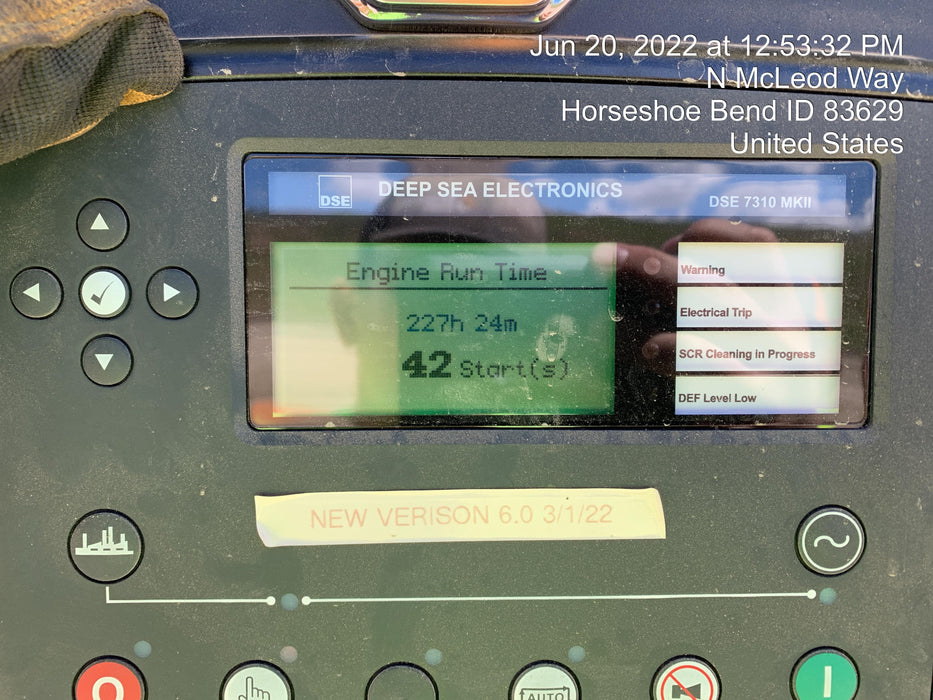 Jun 20, 2022 at 12:53:32 PM
N McLeod Way
Horseshoe Bend ID 83629
United States
DSE
DEEP SEA ELECTRONICS
DSE 7310 MKII
Engine Run Time
227h 24m
42 Start(s)
Warning
Electrical Trip
SCR Cleaning in Progress
DEF Level Low
NEW VERISON 6.0 3/1/22
AUTO